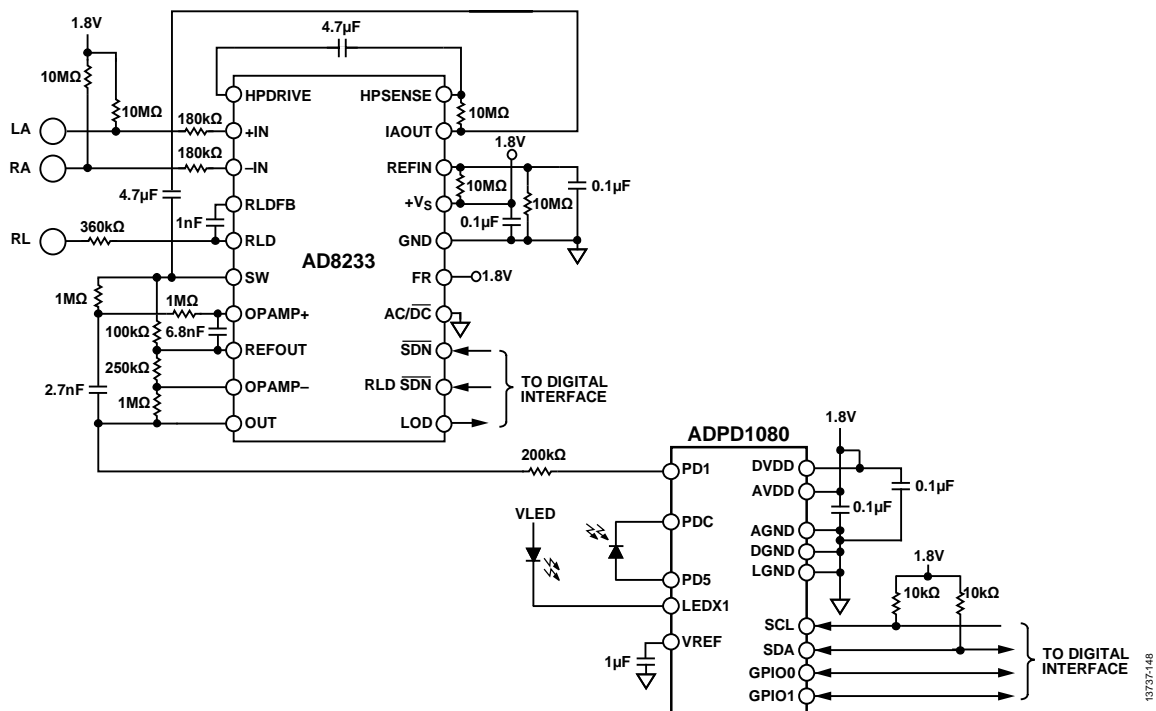 1.8V
4.7µF
10MΩ
10MΩ
HPDRIVE
HPSENSE
10MΩ
LA
180kΩ
+IN
IAOUT
1.8V
RA
180kΩ
–IN
REFIN
10MΩ
0.1µF
4.7µF
RLDFB
+VS
10MΩ
1nF
0.1µF
RL
360kΩ
RLD
GND
AD8233
SW
FR
1.8V
1MΩ
1MΩ
OPAMP+
AC/DC
100kΩ
6.8nF
REFOUT
SDN
250kΩ
2.7nF
OPAMP–
RLD SDN
TO DIGITAL
INTERFACE
1MΩ
OUT
LOD
ADPD1080
1.8V
200kΩ
PD1
DVDD
0.1µF
AVDD
0.1µF
VLED
PDC
AGND
DGND
PD5
LGND
1.8V
LEDX1
10kΩ
10kΩ
SCL
VREF
SDA
1µF
TO DIGITAL
INTERFACE
GPIO0
GPIO1
13737-148